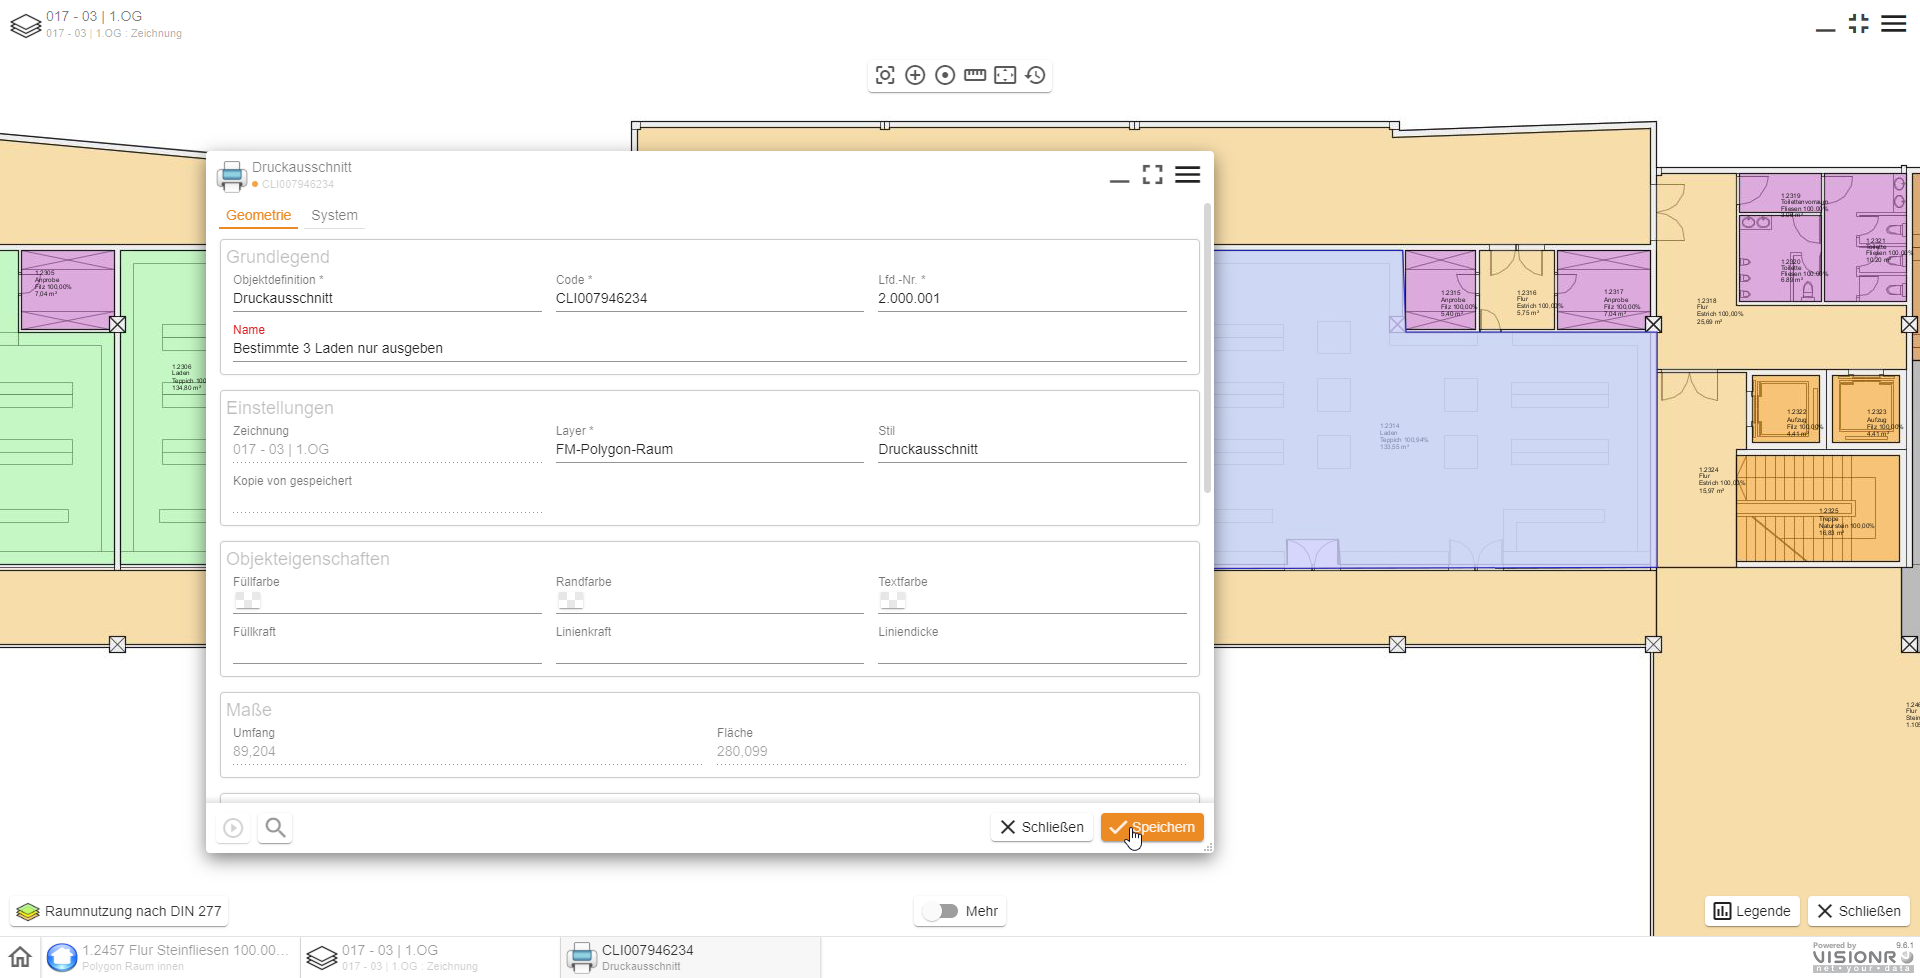 017 - 03 | 1.OG
017 - 03 | 1.OG : Zeichnung
Druckausschnitt
CLI007946234
Geometrie
System
Grundlegend
Objektdefinition *
Code *
Lfd.-Nr. *
Druckausschnitt
CLI007946234
2.000.001
Name
Bestimmte 3 Laden nur ausgeben
Einstellungen
Zeichnung
Layer *
Stil
017 - 03 | 1.OG
FM-Polygon-Raum
Druckausschnitt
Kopie von gespeichert
Objekteigenschaften
Füllfarbe
Randfarbe
Textfarbe
Füllkraft
Linienkraft
Liniendicke
Maße
Umfang
Fläche
89,204
280,099
Schließen
Speichern
1.2305
Anprobe
Filz 100,00%
7,04 m²
1.2306
Laden
Teppich 100
134,80 m²
1.2314
Laden
Teppich 100,94%
133,55 m²
1.2315
Anprobe
Filz 100,00%
5,40 m²
1.2316
Flur
Estrich 100,00%
5,75 m²
1.2317
Anprobe
Filz 100,00%
7,04 m²
1.2318
Flur
Estrich 100,00%
25,69 m²
1.2319
Toilettenvorraum
Fliesen 100,00%
1.2320
Toilette
Fliesen 100,00%
1.2321
Toilette
Fliesen 100,00%
10,20 m²
1.2322
Aufzug
Filz 100,00%
4,41 m²
1.2323
Aufzug
Filz 100,00%
4,41 m²
1.2324
Flur
Estrich 100,00%
15,97 m²
1.2325
Treppe
Naturstein 100,00%
16,83 m²
Flur
Raumnutzung nach DIN 277
Mehr
Legende
Schließen
1.2457 Flur Steinfliesen 100.00...
Polygon Raum innen
017 - 03 | 1.OG
017 - 03 | 1.OG : Zeichnung
CLI007946234
Druckausschnitt
Powered by
9.6.1
VISIONR
net • your • data